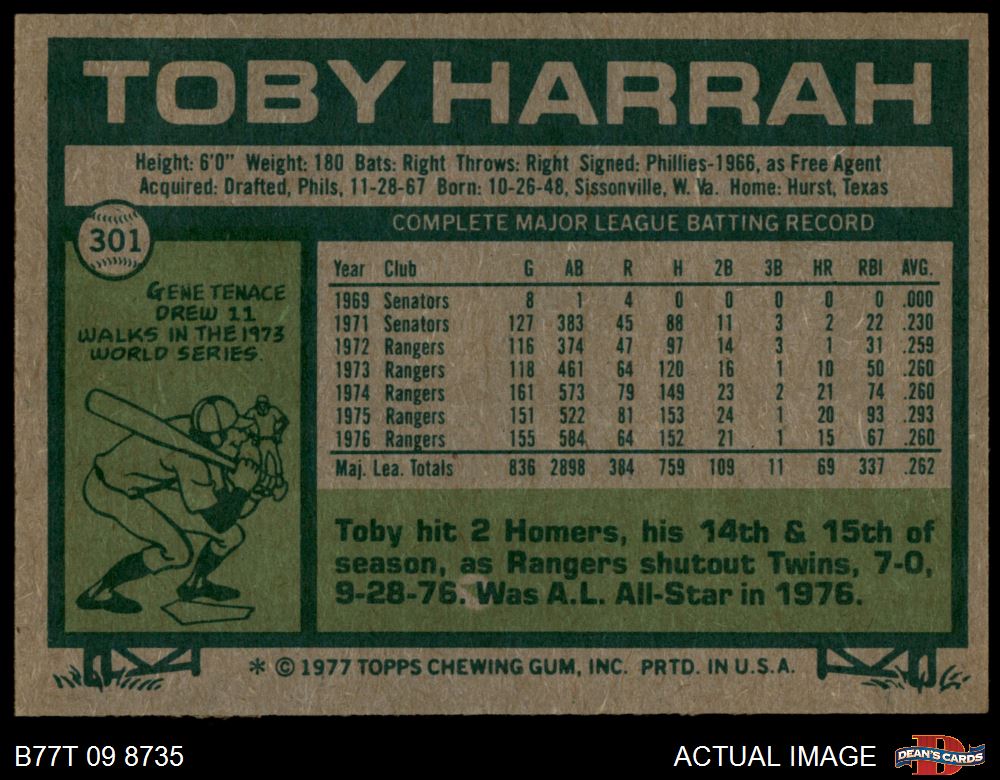 TOBY HARRAH
Height: 6'0" Weight: 180 Bats: Right Throws: Right Signed: Phillies-1966, as Free Agent
Acquired: Drafted, Phils, 11-28-67 Born: 10-26-48, Sissonville, W. Va. Home: Hurst, Texas
301
COMPLETE MAJOR LEAGUE BATTING RECORD
GENE TENACE
DREW 11
WALKS IN THE 1973
WORLD SERIES.
Year Club G AB R H 2B 3B HR RBI AVG.
1969 Senators 8 1 4 0 0 0 0 0 .000
1971 Senators 127 383 45 88 11 3 2 22 .230
1972 Rangers 116 374 47 97 14 3 1 31 .259
1973 Rangers 118 461 64 120 16 1 10 50 .260
1974 Rangers 161 573 79 149 23 2 21 74 .260
1975 Rangers 151 522 81 153 24 1 20 93 .293
1976 Rangers 155 584 64 152 21 1 15 67 .260
Maj. Lea. Totals 836 2898 384 759 109 11 69 337 .262
Toby hit 2 Homers, his 14th & 15th of
season, as Rangers shutout Twins, 7-0,
9-28-76. Was A.L. All-Star in 1976.
* © 1977 TOPPS CHEWING GUM, INC. PRTD. IN U.S.A.
B77T 09 8735
ACTUAL IMAGE
DEAN'S CARDS